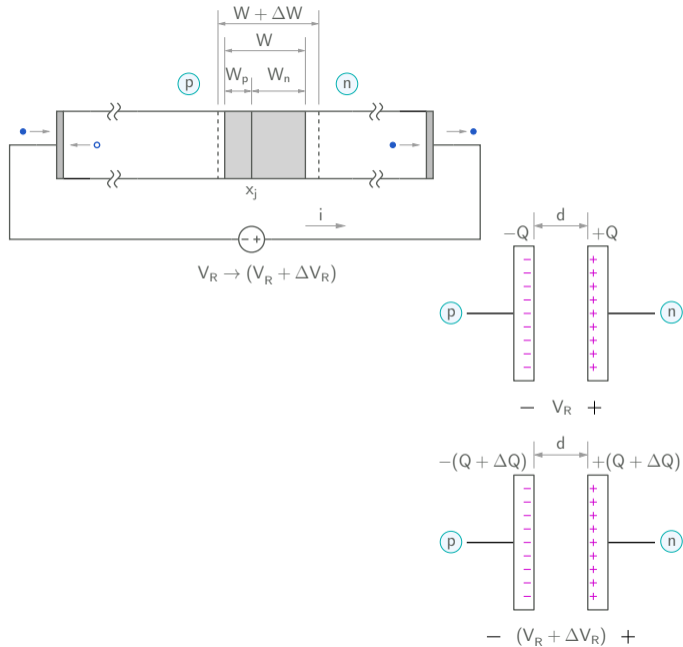 W + ΔW
W
p W_p W_n n
x_j
i
− +
V_R → (V_R + ΔV_R)
d
−Q +Q
p n
− V_R +
d
−(Q + ΔQ) +(Q + ΔQ)
p n
− (V_R + ΔV_R) +